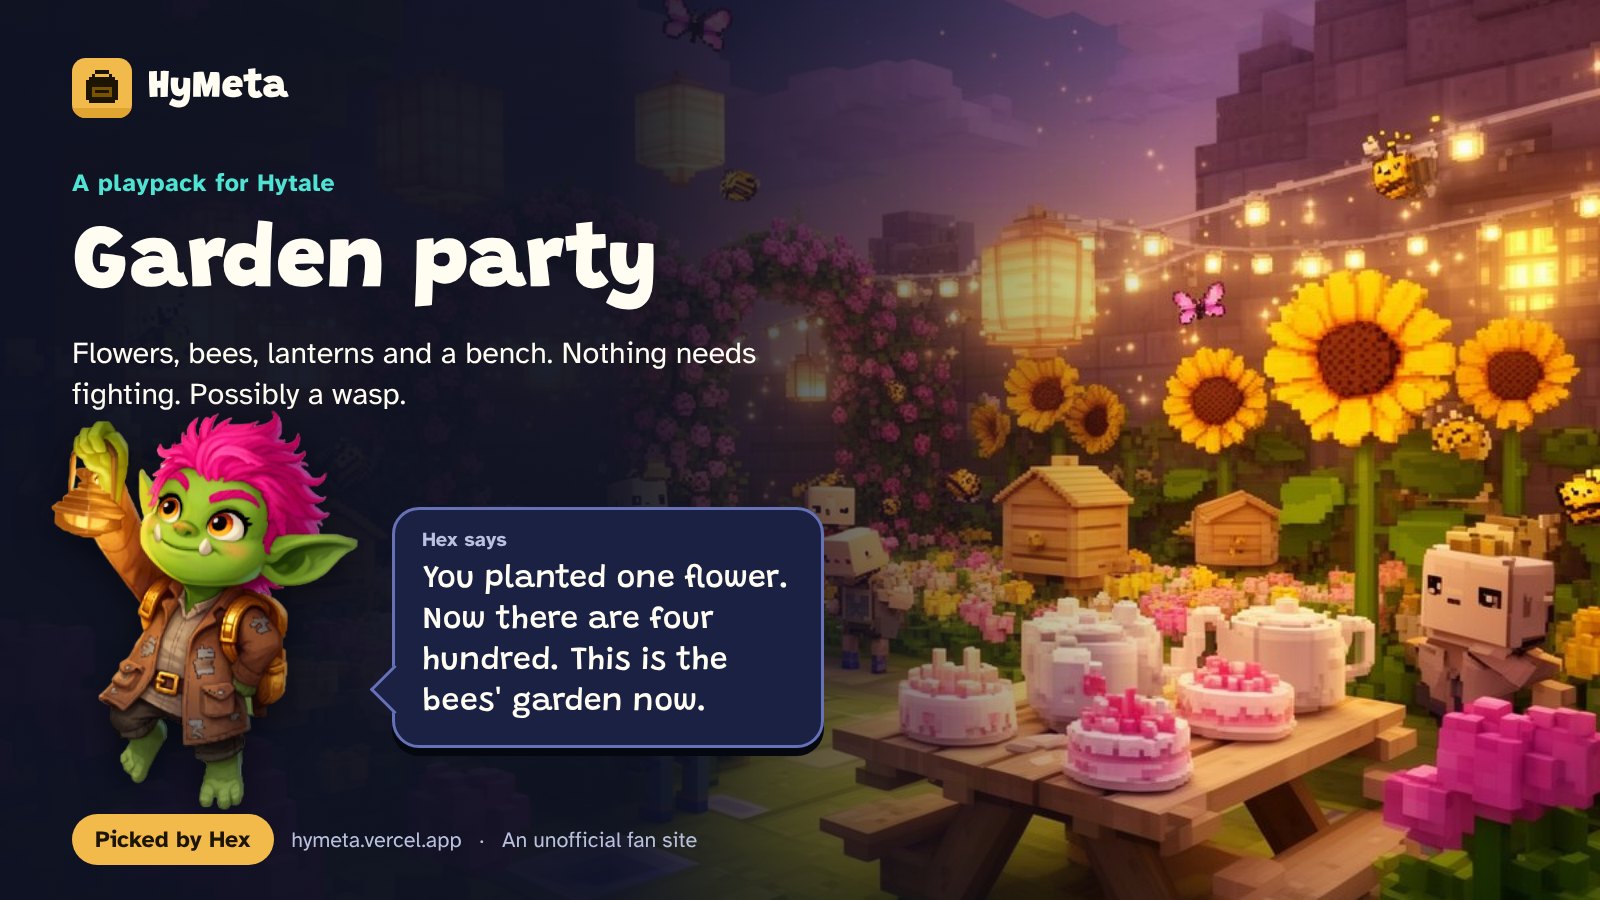 HyMeta
A playpack for Hytale
Garden party
Flowers, bees, lanterns and a bench. Nothing needs
fighting. Possibly a wasp.
Hex says
You planted one flower.
Now there are four
hundred. This is the
bees' garden now.
Picked by Hex
hymeta.vercel.app · An unofficial fan site